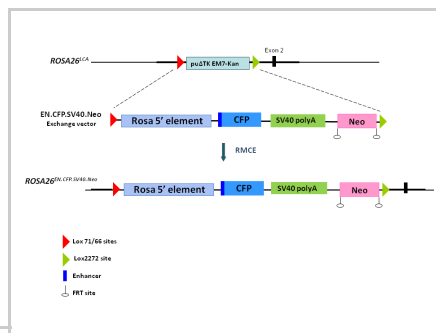 Exon 2
ROSA26LCA
puΔTK EM7-Kan
EN.CFP.SV40.Neo
Exchange vector
Rosa 5' element
CFP
SV40 polyA
Neo
RMCE
ROSA26EN.CFP.SV40.Neo
Rosa 5' element
CFP
SV40 polyA
Neo
Lox 71/66 sites
Lox2272 site
Enhancer
FRT site